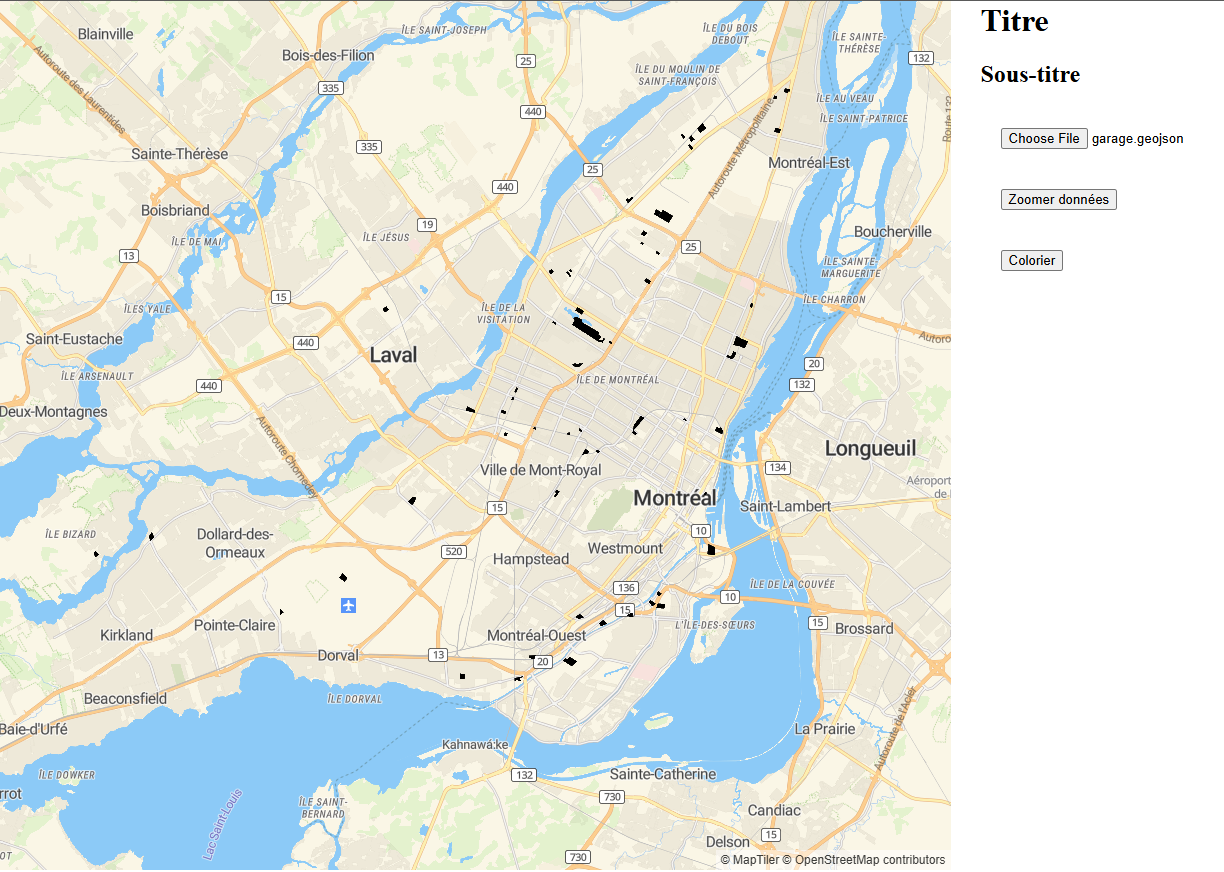 Blainville
ÎLE SAINT-JOSEPH
ÎLE DU BOIS
DEBOUT
ÎLE SAINTE-
THÉRÈSE
Bois-des-Filion
25
132
Autoroute des Laurentides
ÎLE DU MOULIN DE
SAINT-FRANÇOIS
335
440
ÎLE AU VEAU
ÎLE SAINT-PATRICE
Route 132
Autoroute Métropolitaine
335
Sainte-Thérèse
Montréal-Est
25
440
Boisbriand
19
ÎLE JÉSUS
ÎLE DE MAI
Boucherville
25
13
ÎLE SAINTE
MARGUERITE
15
ÎLE CHARRON
ÎLES YALE
ÎLE DE LA
VISITATION
Saint-Eustache
440
Autoro
Laval
20
ÎLE ARSENAULT
ÎLE DE MONTRÉAL
440
132
Deux-Montagnes
Autoroute Chomedey
Longueuil
134
Ville de Mont-Royal
Aéroport
de
Montréal
15
Saint-Lambert
ÎLE BIZARD
Dollard-des-
Ormeaux
10
520
Westmount
Hampstead
ÎLE DE LA COUVÉE
136
10
15
Pointe-Claire
L'ÎLE-DES-SŒURS
15
Brossard
Kirkland
Montréal-Ouest
Dorval
13
20
Beaconsfield
ÎLE DORVAL
Autoroute de l'Acier
Baie-d'Urfé
La Prairie
Kahnawá:ke
ÎLE DOWKER
132
Sainte-Catherine
rrot
730
ÎLE SAINT-
BERNARD
Lac Saint-Louis
Candiac
15
Delson
OT
730
© MapTiler © OpenStreetMap contributors
Titre
Sous-titre
Choose File garage.geojson
Zoomer données
Colorier